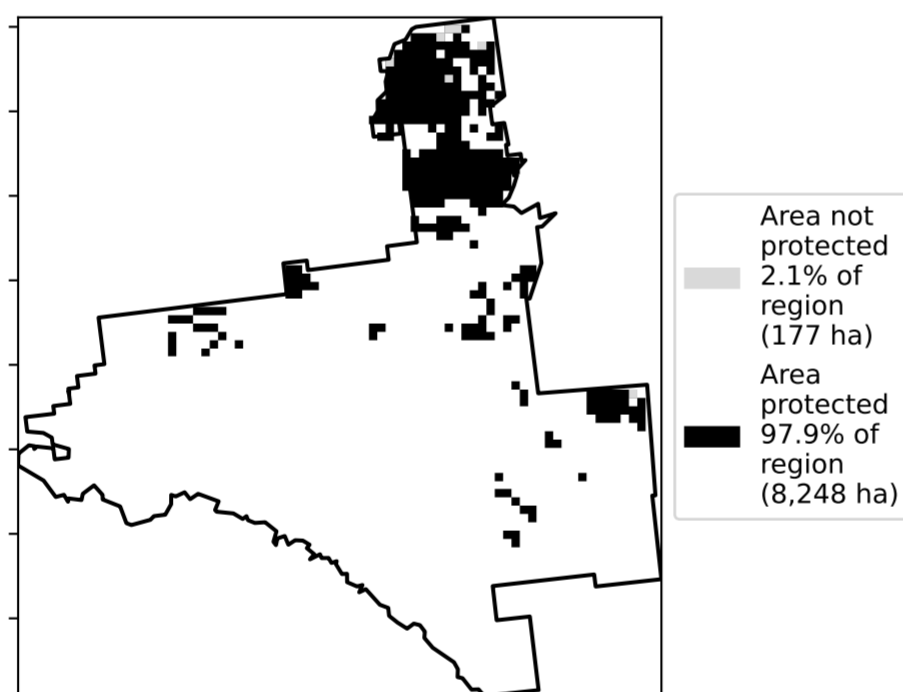 Area not
protected
2.1% of
region
(177 ha)
Area
protected
97.9% of
region
(8,248 ha)